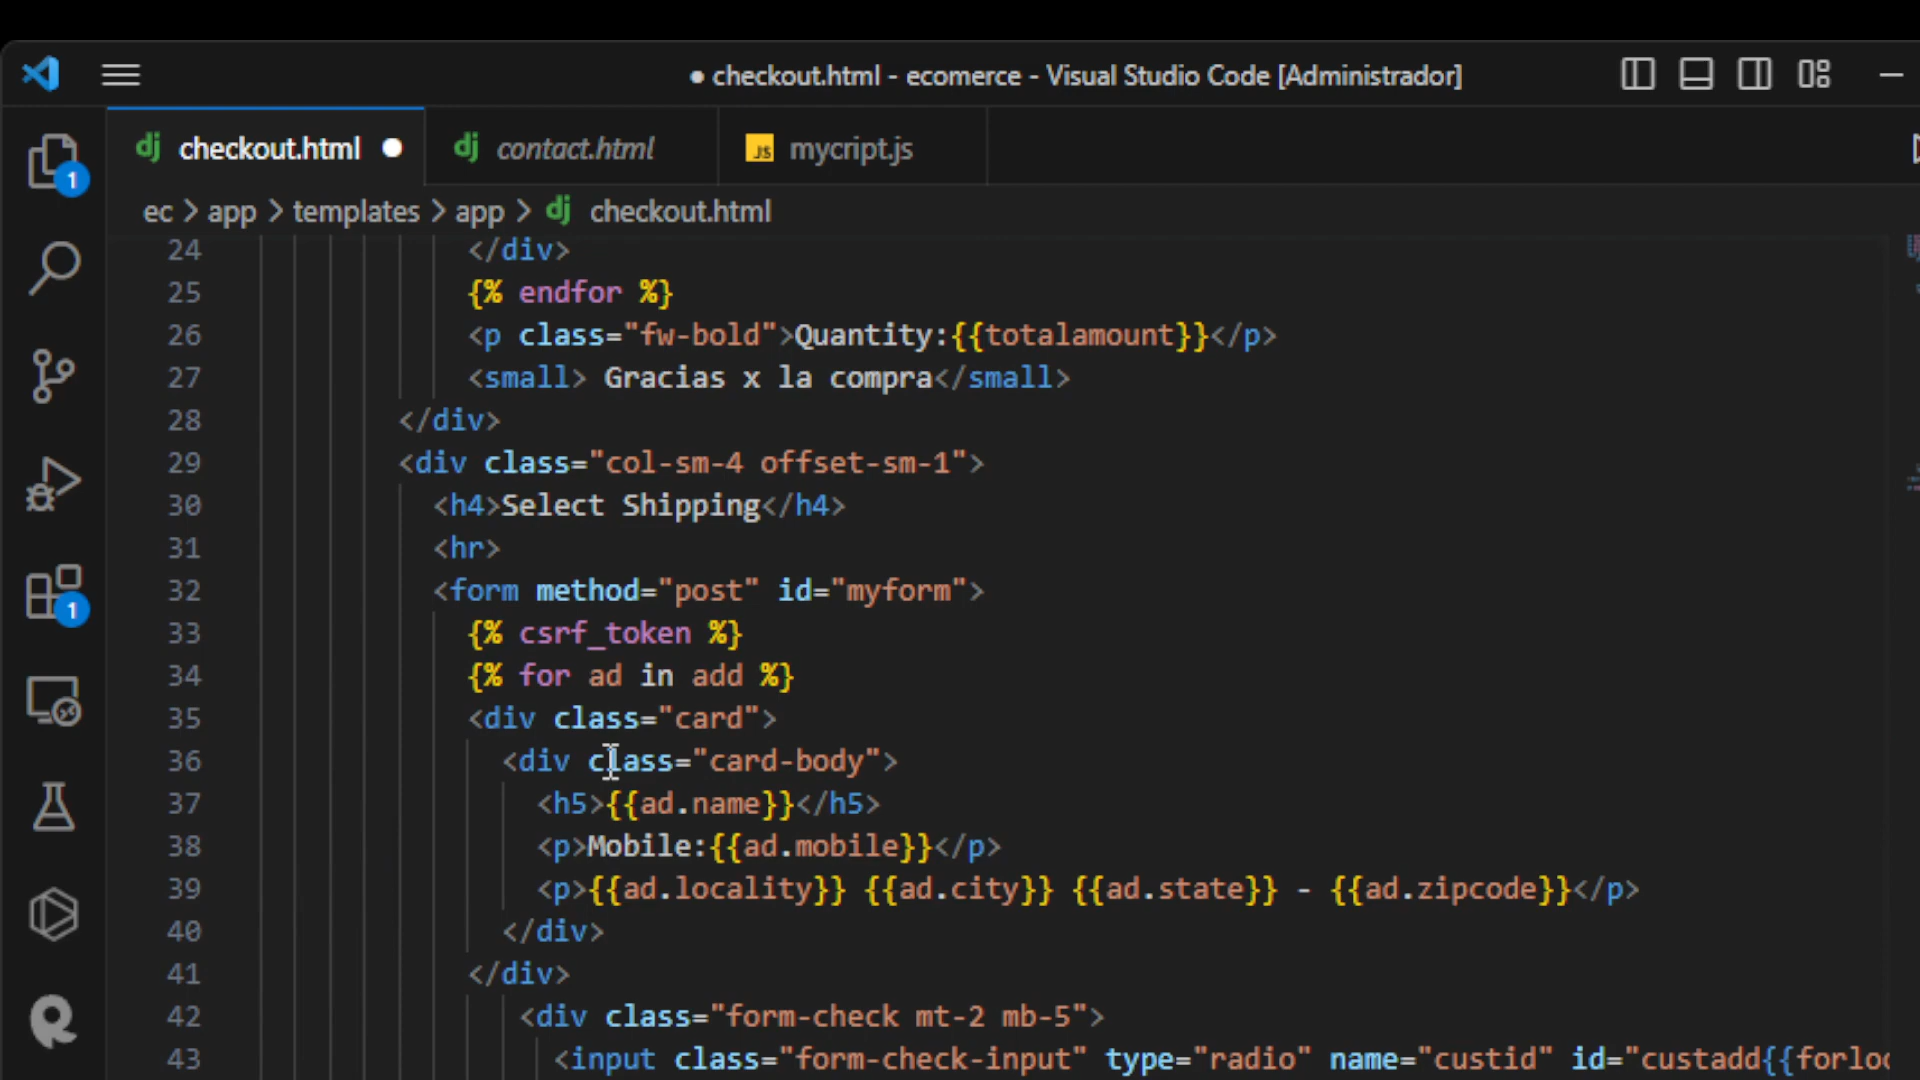 ● checkout.html - ecomerce - Visual Studio Code [Administrador]
checkout.html ● contact.html JS mycript.js
ec > app > templates > app > dj checkout.html
24 </div>
25 {% endfor %}
26 <p class="fw-bold">Quantity:{{totalamount}}</p>
27 <small> Gracias x la compra</small>
28 </div>
29 <div class="col-sm-4 offset-sm-1">
30 <h4>Select Shipping</h4>
31 <hr>
32 <form method="post" id="myform">
33 {% csrf_token %}
34 {% for ad in add %}
35 <div class="card">
36 <div class="card-body">
37 <h5>{{ad.name}}</h5>
38 <p>Mobile:{{ad.mobile}}</p>
39 <p>{{ad.locality}} {{ad.city}} {{ad.state}} - {{ad.zipcode}}</p>
40 </div>
41 </div>
42 <div class="form-check mt-2 mb-5">
43 <input class="form-check-input" type="radio" name="custid" id="custadd{{forloc
1
1